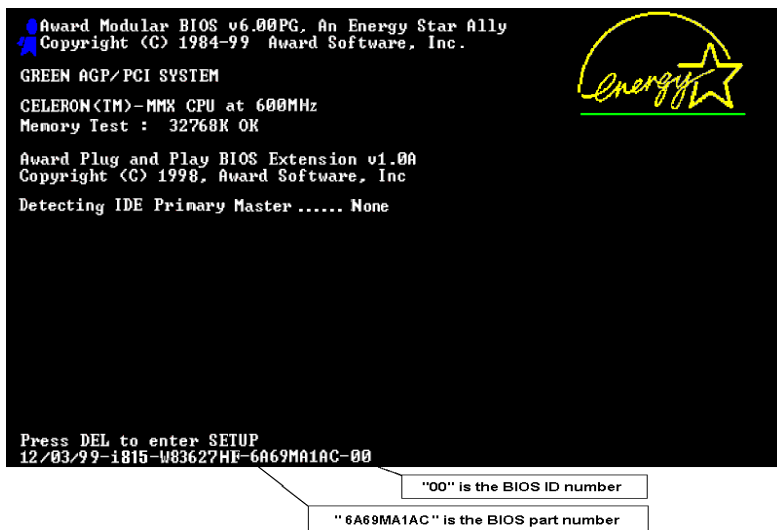 Award Modular BIOS v6.00PG, An Energy Star Ally
Copyright (C) 1984-99 Award Software, Inc.
energy
GREEN AGP/PCI SYSTEM
CELERON(TM)-MMX CPU at 600MHz
Memory Test : 32768K OK
Award Plug and Play BIOS Extension v1.0A
Copyright (C) 1998, Award Software, Inc
Detecting IDE Primary Master ...... None
Press DEL to enter SETUP
12/03/99-i815-W83627HF-6A69MA1AC-00
"00" is the BIOS ID number
"6A69MA1AC" is the BIOS part number